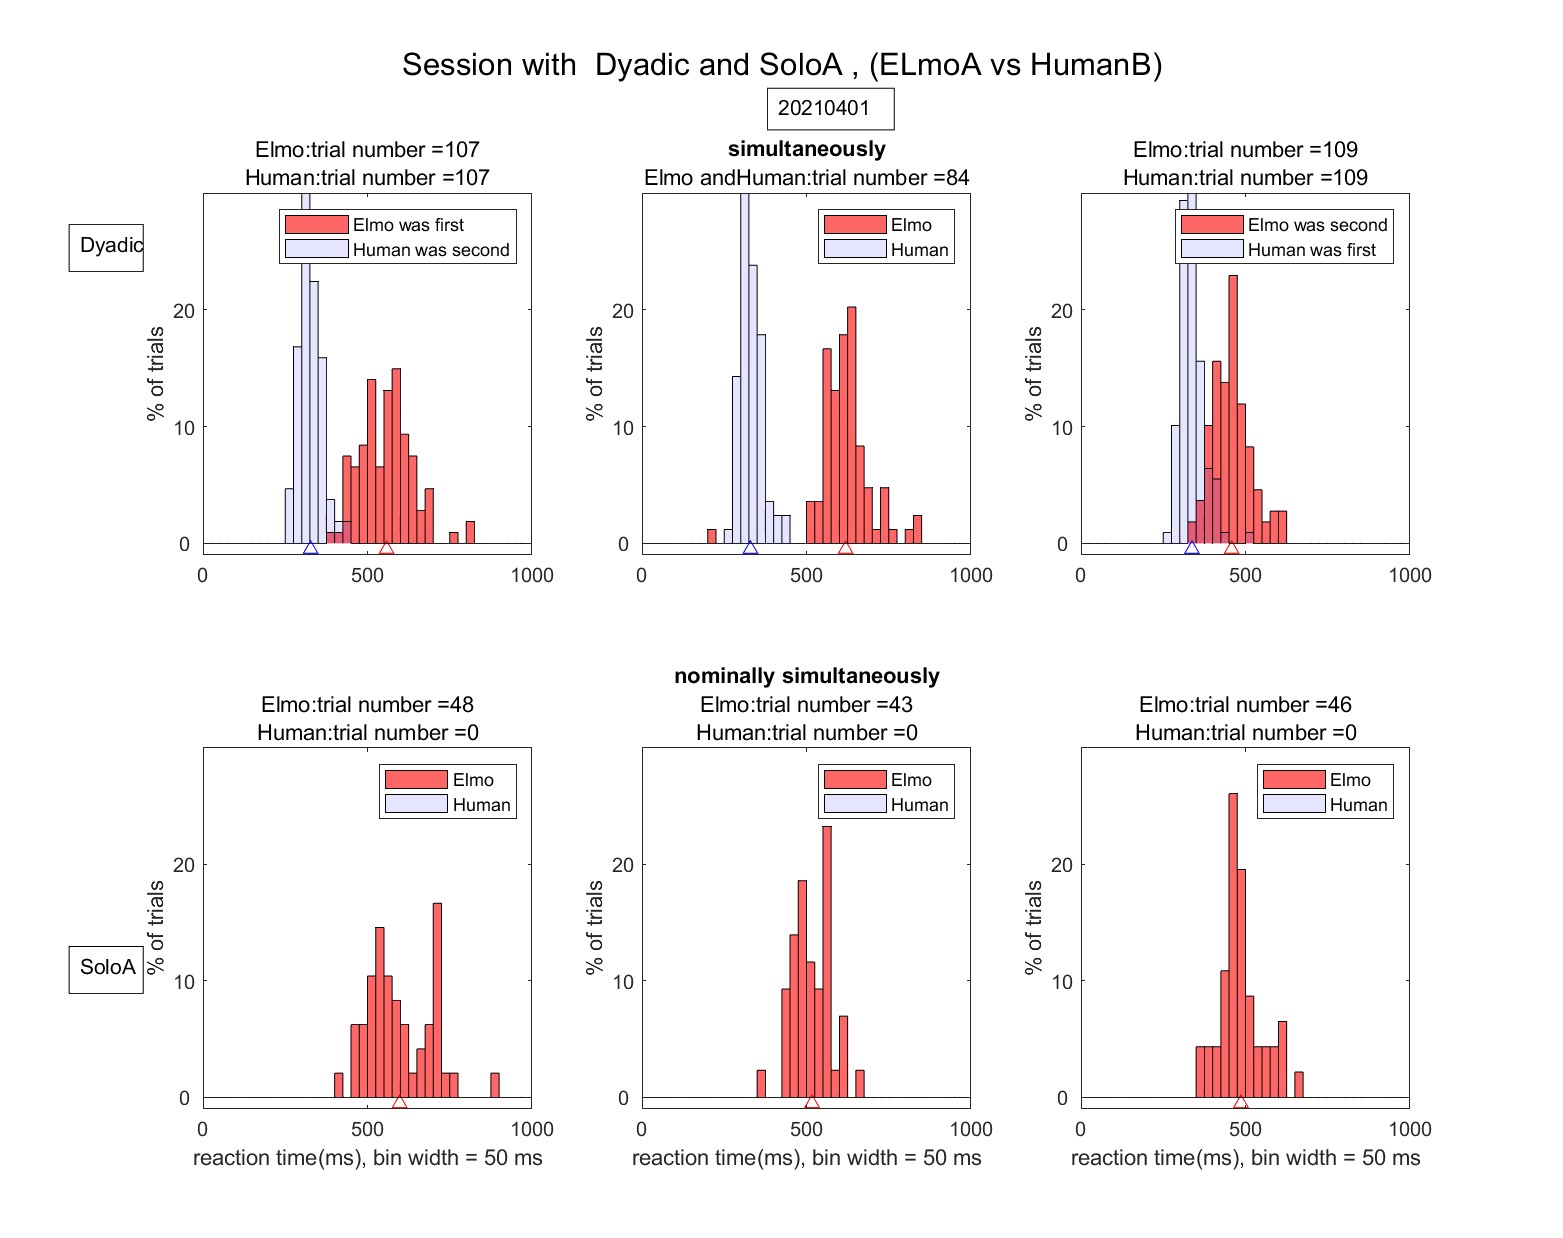 Session with  Dyadic and SoloA , (ELmoA vs HumanB)
20210401
Elmo:trial number =107
Human:trial number =107
simultaneously
Elmo andHuman:trial number =84
Elmo:trial number =109
Human:trial number =109
Dyadic
Elmo was first
Human was second
% of trials
20
10
0
0
500
1000
Elmo
Human
% of trials
20
10
0
0
500
1000
Elmo was second
Human was first
% of trials
20
10
0
0
500
1000
Elmo:trial number =48
Human:trial number =0
nominally simultaneously
Elmo:trial number =43
Human:trial number =0
Elmo:trial number =46
Human:trial number =0
SoloA
Elmo
Human
% of trials
20
10
0
0
500
1000
reaction time(ms), bin width = 50 ms
Elmo
Human
% of trials
20
10
0
0
500
1000
reaction time(ms), bin width = 50 ms
Elmo
Human
% of trials
20
10
0
0
500
1000
reaction time(ms), bin width = 50 ms